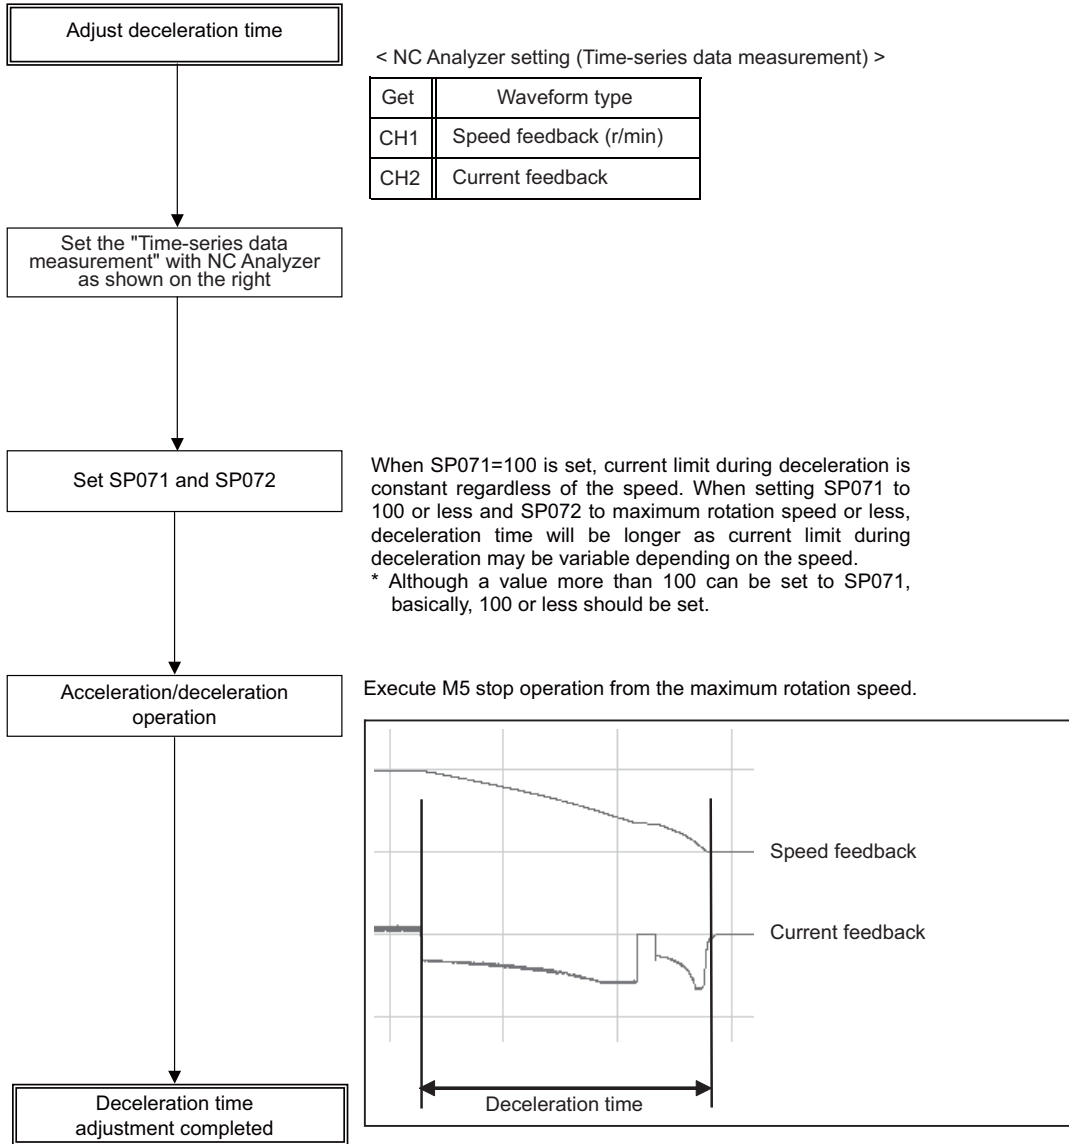 Adjust deceleration time
< NC Analyzer setting (Time-series data measurement) >
Get Waveform type
CH1 Speed feedback (r/min)
CH2 Current feedback
Set the "Time-series data
measurement" with NC Analyzer
as shown on the right
Set SP071 and SP072
When SP071=100 is set, current limit during deceleration is
constant regardless of the speed. When setting SP071 to
100 or less and SP072 to maximum rotation speed or less,
deceleration time will be longer as current limit during
deceleration may be variable depending on the speed.
* Although a value more than 100 can be set to SP071,
basically, 100 or less should be set.
Acceleration/deceleration
operation
Execute M5 stop operation from the maximum rotation speed.
Speed feedback
Current feedback
Deceleration time
Deceleration time
adjustment completed